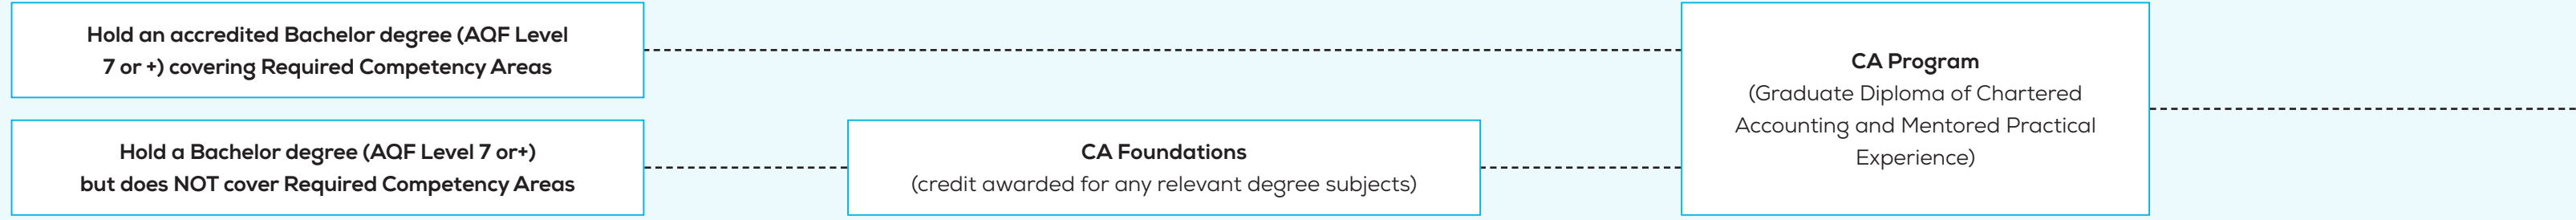 Hold an accredited Bachelor degree (AQF Level
7 or +) covering Required Competency Areas
Hold a Bachelor degree (AQF Level 7 or+)
but does NOT cover Required Competency Areas
CA Foundations
(credit awarded for any relevant degree subjects)
CA Program
(Graduate Diploma of Chartered
Accounting and Mentored Practical
Experience)